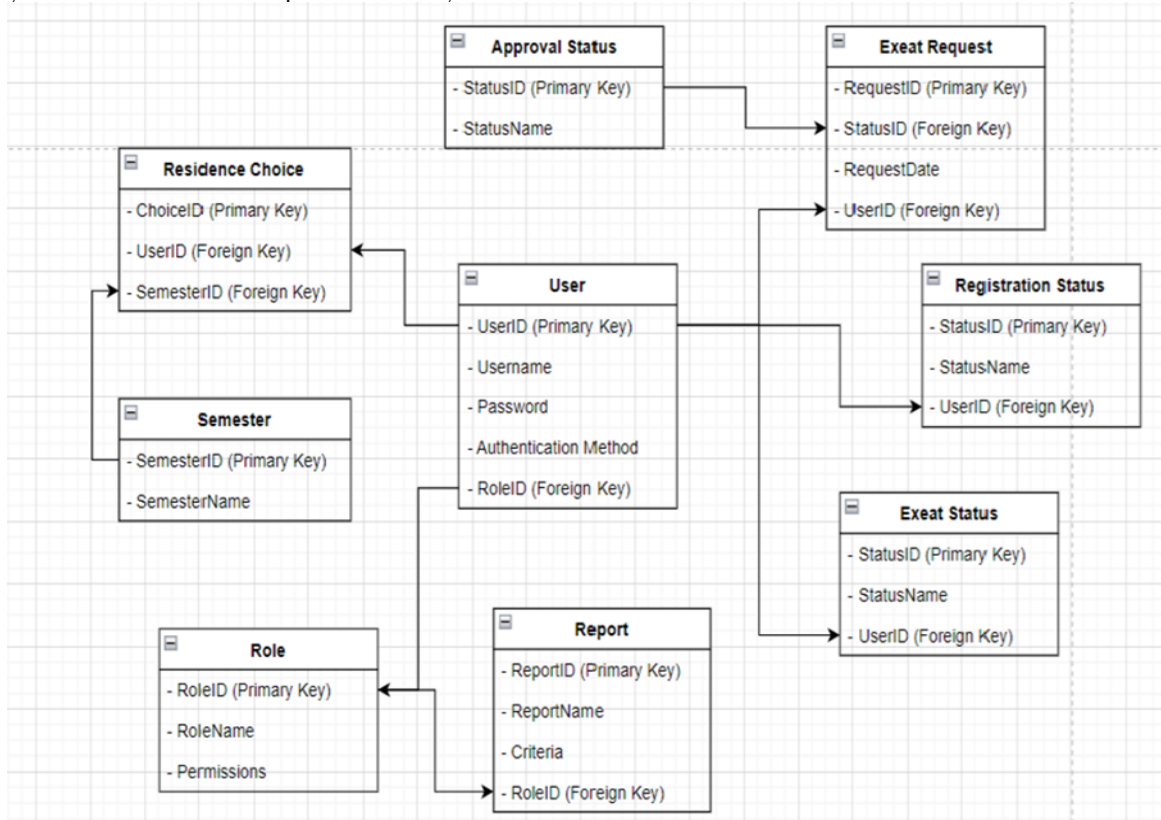 Approval Status
- StatusID (Primary Key)
- StatusName
Exeat Request
- RequestID (Primary Key)
- StatusID (Foreign Key)
- RequestDate
- UserID (Foreign Key)
Residence Choice
- ChoiceID (Primary Key)
- UserID (Foreign Key)
- SemesterID (Foreign Key)
User
- UserID (Primary Key)
- Username
- Password
- Authentication Method
- RoleID (Foreign Key)
Registration Status
- StatusID (Primary Key)
- StatusName
- UserID (Foreign Key)
Semester
- SemesterID (Primary Key)
- SemesterName
Exeat Status
- StatusID (Primary Key)
- StatusName
- UserID (Foreign Key)
Role
- RoleID (Primary Key)
- RoleName
- Permissions
Report
- ReportID (Primary Key)
- ReportName
- Criteria
- RoleID (Foreign Key)